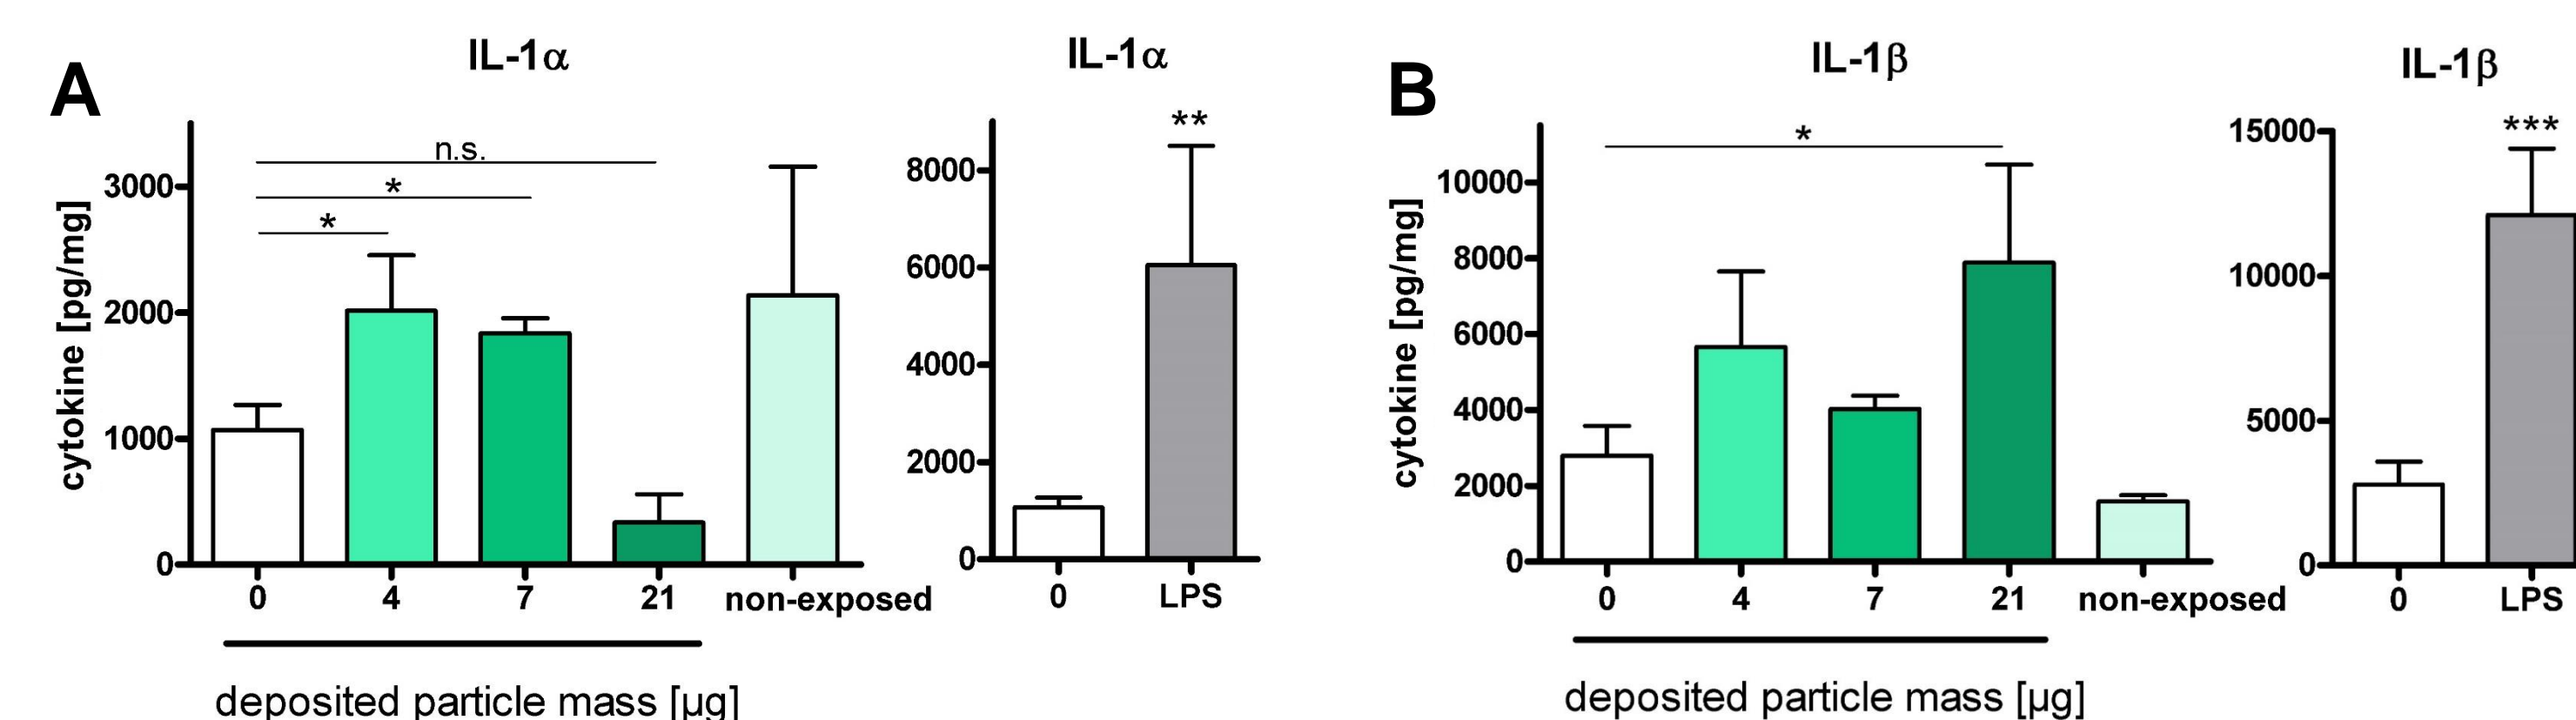 A
IL-1α
cytokine [pg/mg]
3000
2000
1000
0
n.s.
*
*
0 4 7 21 non-exposed
deposited particle mass [µg]
IL-1α
8000
6000
4000
2000
0
**
0 LPS
B
IL-1β
cytokine [pg/mg]
10000
8000
6000
4000
2000
0
*
0 4 7 21 non-exposed
deposited particle mass [µg]
IL-1β
15000
10000
5000
0
***
0 LPS